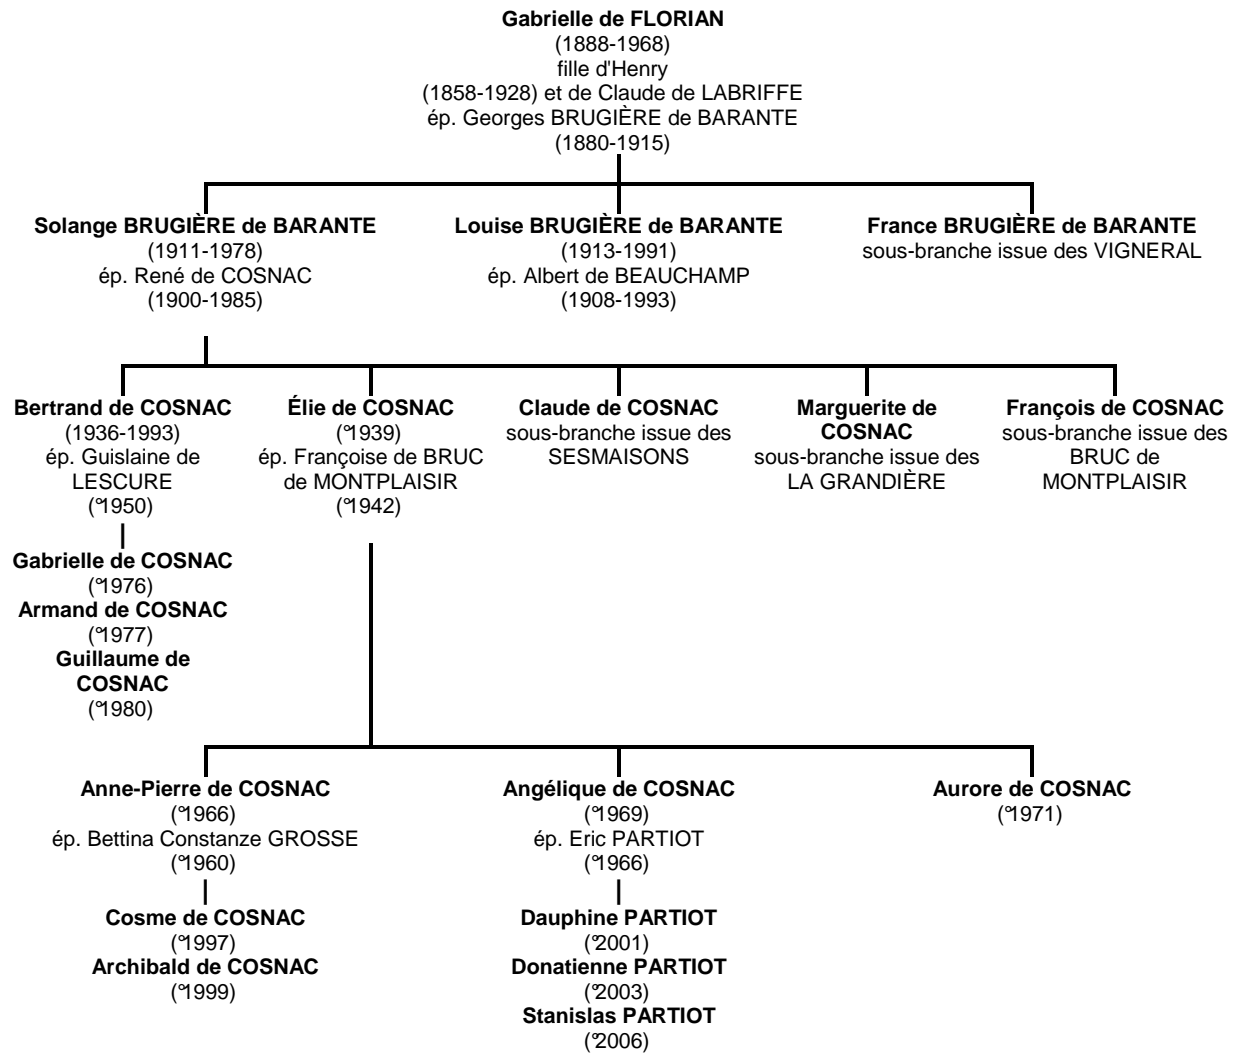 Gabrielle de FLORIAN
(1888-1968)
fille d'Henry
(1858-1928) et de Claude de LABRIFFE
ép. Georges BRUGIÈRE de BARANTE
(1880-1915)
Solange BRUGIÈRE de BARANTE
(1911-1978)
ép. René de COSNAC
(1900-1985)
Louise BRUGIÈRE de BARANTE
(1913-1991)
ép. Albert de BEAUCHAMP
(1908-1993)
France BRUGIÈRE de BARANTE
sous-branche issue des VIGNERAL
Bertrand de COSNAC
(1936-1993)
ép. Guislaine de
LESCURE
(°1950)
Gabrielle de COSNAC
(°1976)
Armand de COSNAC
(°1977)
Guillaume de
COSNAC
(°1980)
Élie de COSNAC
(°1939)
ép. Françoise de BRUC
de MONTPLAISIR
(°1942)
Claude de COSNAC
sous-branche issue des
SESMAISONS
Marguerite de
COSNAC
sous-branche issue des
LA GRANDIÈRE
François de COSNAC
sous-branche issue des
BRUC de
MONTPLAISIR
Anne-Pierre de COSNAC
(°1966)
ép. Bettina Constanze GROSSE
(°1960)
Cosme de COSNAC
(°1997)
Archibald de COSNAC
(°1999)
Angélique de COSNAC
(°1969)
ép. Eric PARTIOT
(°1966)
Dauphine PARTIOT
(°2001)
Donatienne PARTIOT
(°2003)
Stanislas PARTIOT
(°2006)
Aurore de COSNAC
(°1971)